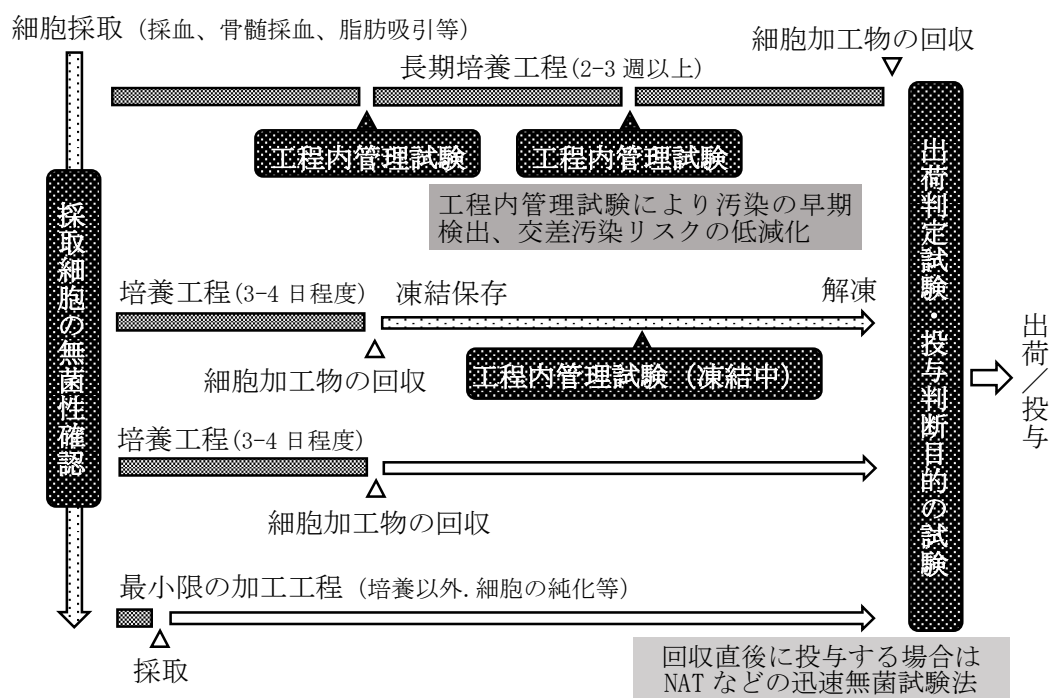 細胞採取（採血、骨髄採血、脂肪吸引等）
細胞加工物の回収
長期培養工程(2-3 週以上)
工程内管理試験
工程内管理試験
工程内管理試験により汚染の早期
検出、交差汚染リスクの低減化
採取細胞の無菌性確認
培養工程(3-4 日程度)
凍結保存
解凍
細胞加工物の回収
工程内管理試験（凍結中）
培養工程(3-4 日程度)
細胞加工物の回収
最小限の加工工程（培養以外.細胞の純化等）
採取
回収直後に投与する場合は
NAT などの迅速無菌試験法
出荷判定試験・投与判断目的の試験
出荷／投与